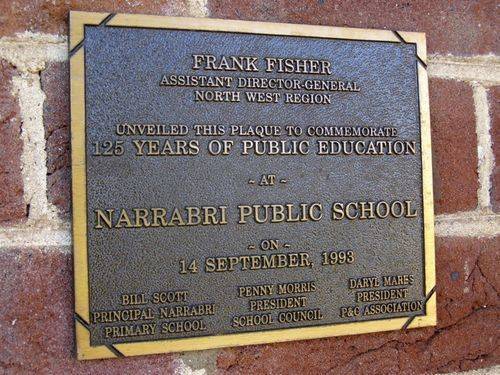 FRANK FISHER
ASSISTANT DIRECTOR-GENERAL
NORTH WEST REGION
UNVEILED THIS PLAQUE TO COMMEMORATE
125 YEARS OF PUBLIC EDUCATION
~ AT ~
NARRABRI PUBLIC SCHOOL
~ ON ~
14 SEPTEMBER, 1993
BILL SCOTT
PRINCIPAL NARRABRI
PRIMARY SCHOOL
PENNY MORRIS
PRESIDENT
SCHOOL COUNCIL
DARYL MAHES
PRESIDENT
P&C ASSOCIATION